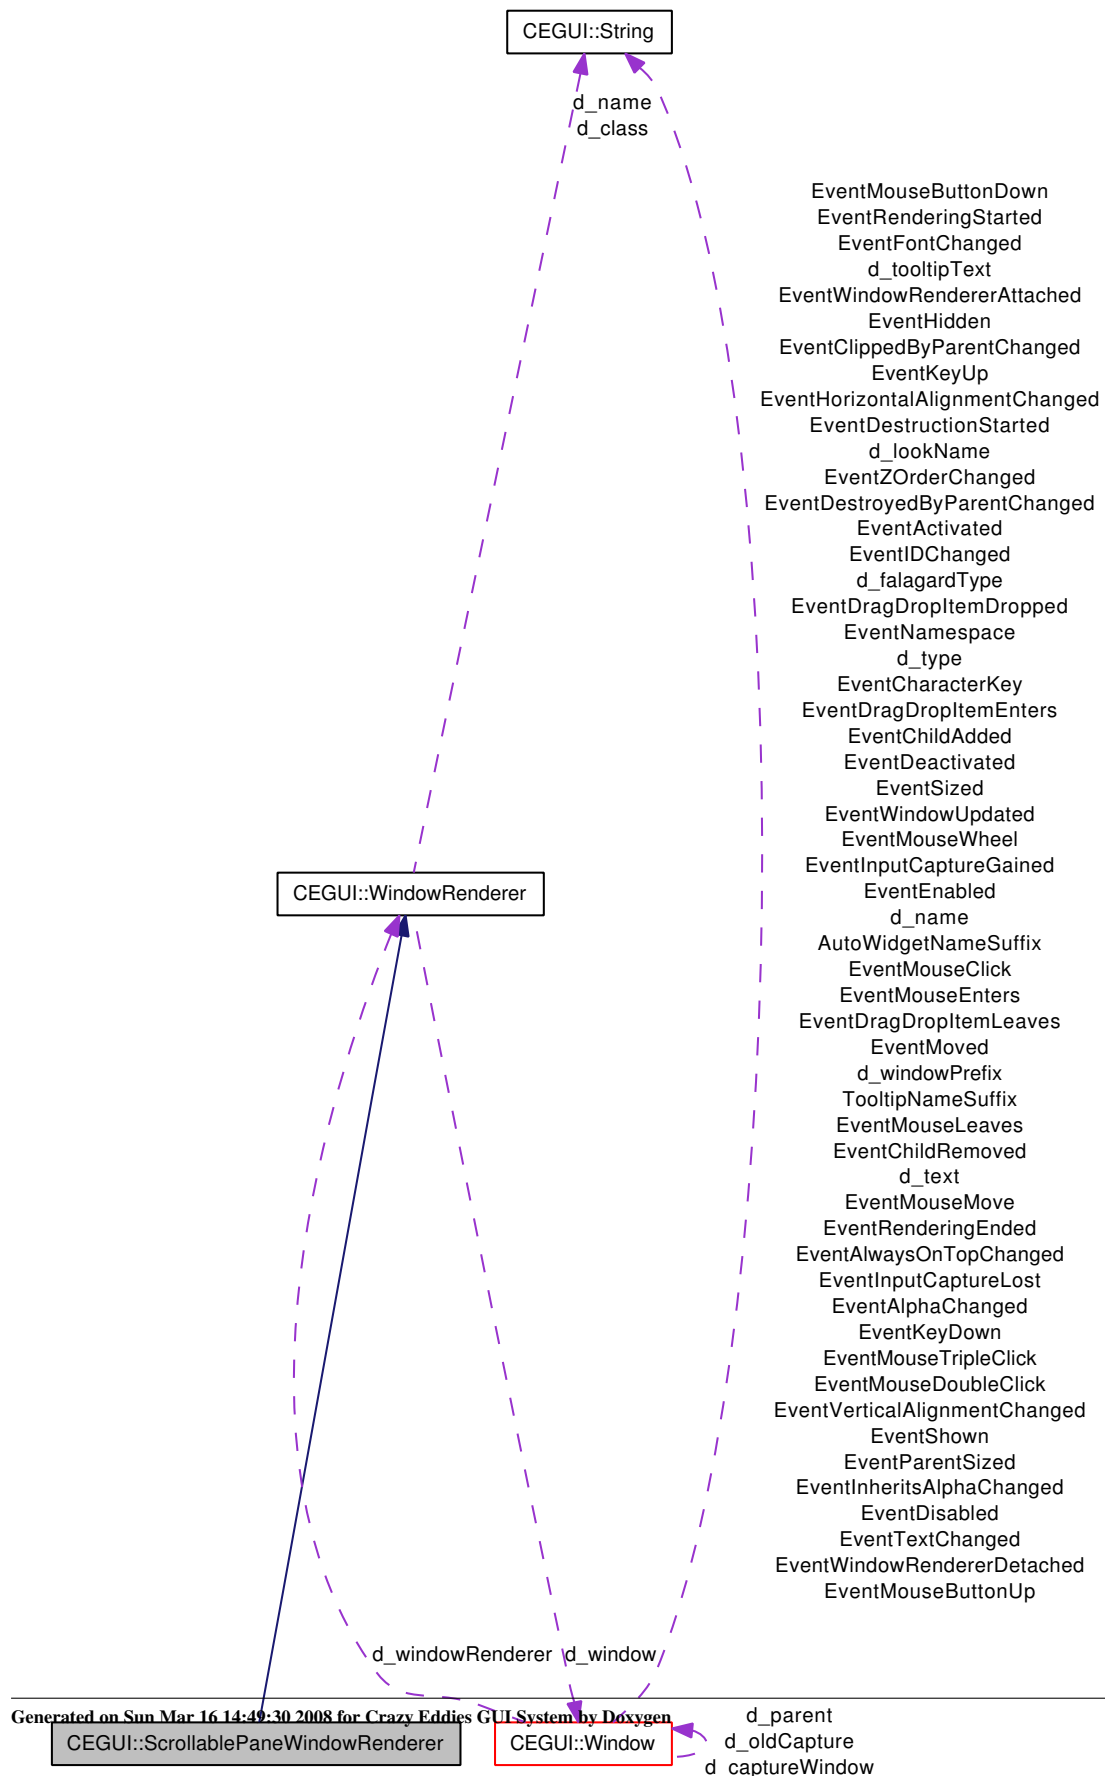 CEGUI::String
d_name
d_class
EventMouseButtonDown
EventRenderingStarted
EventFontChanged
d_tooltipText
EventWindowRendererAttached
EventHidden
EventClippedByParentChanged
EventKeyUp
EventHorizontalAlignmentChanged
EventDestructionStarted
d_lookName
EventZOrderChanged
EventDestroyedByParentChanged
EventActivated
EventIDChanged
d_falagardType
EventDragDropItemDropped
EventNamespace
d_type
EventCharacterKey
EventDragDropItemEnters
EventChildAdded
EventDeactivated
EventSized
EventWindowUpdated
EventMouseWheel
EventInputCaptureGained
EventEnabled
d_name
AutoWidgetNameSuffix
EventMouseClick
EventMouseEnters
EventDragDropItemLeaves
EventMoved
d_windowPrefix
TooltipNameSuffix
EventMouseLeaves
EventChildRemoved
d_text
EventMouseMove
EventRenderingEnded
EventAlwaysOnTopChanged
EventInputCaptureLost
EventAlphaChanged
EventKeyDown
EventMouseTripleClick
EventMouseDoubleClick
EventVerticalAlignmentChanged
EventShown
EventParentSized
EventInheritsAlphaChanged
EventDisabled
EventTextChanged
EventWindowRendererDetached
EventMouseButtonUp
CEGUI::WindowRenderer
d_windowRenderer
d_window
Generated on Sun Mar 16 14:49:30 2008 for Crazy Eddies GUI System by Doxygen
CEGUI::ScrollablePaneWindowRenderer
CEGUI::Window
d_parent
d_oldCapture
d_captureWindow